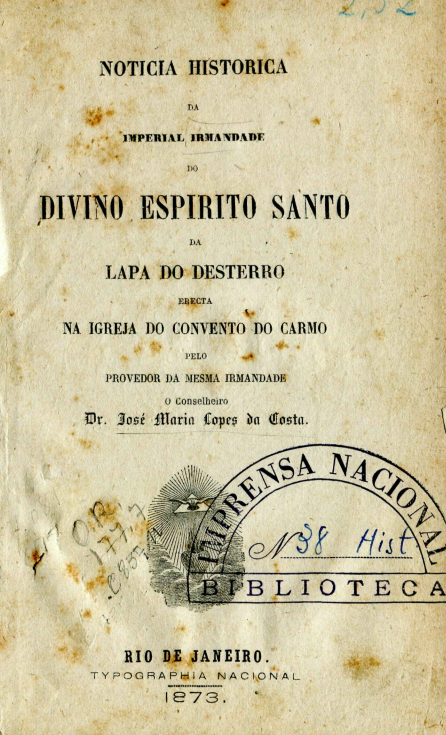 2,32
NOTICIA HISTORICA
DA
IMPERIAL IRMANDADE
DO
DIVINO ESPIRITO SANTO
DA
LAPA DO DESTERRO
ERECTA
NA IGREJA DO CONVENTO DO CARMO
PELO
PROVEDOR DA MESMA IRMANDADE
O Conselheiro
Dr. José Maria Lopes da Costa.
IMPRENSA NACIONAL
N 38 Hist
BIBLIOTECA
O.R.
RIO DE JANEIRO.
TYPOGRAPHIA NACIONAL
1873.